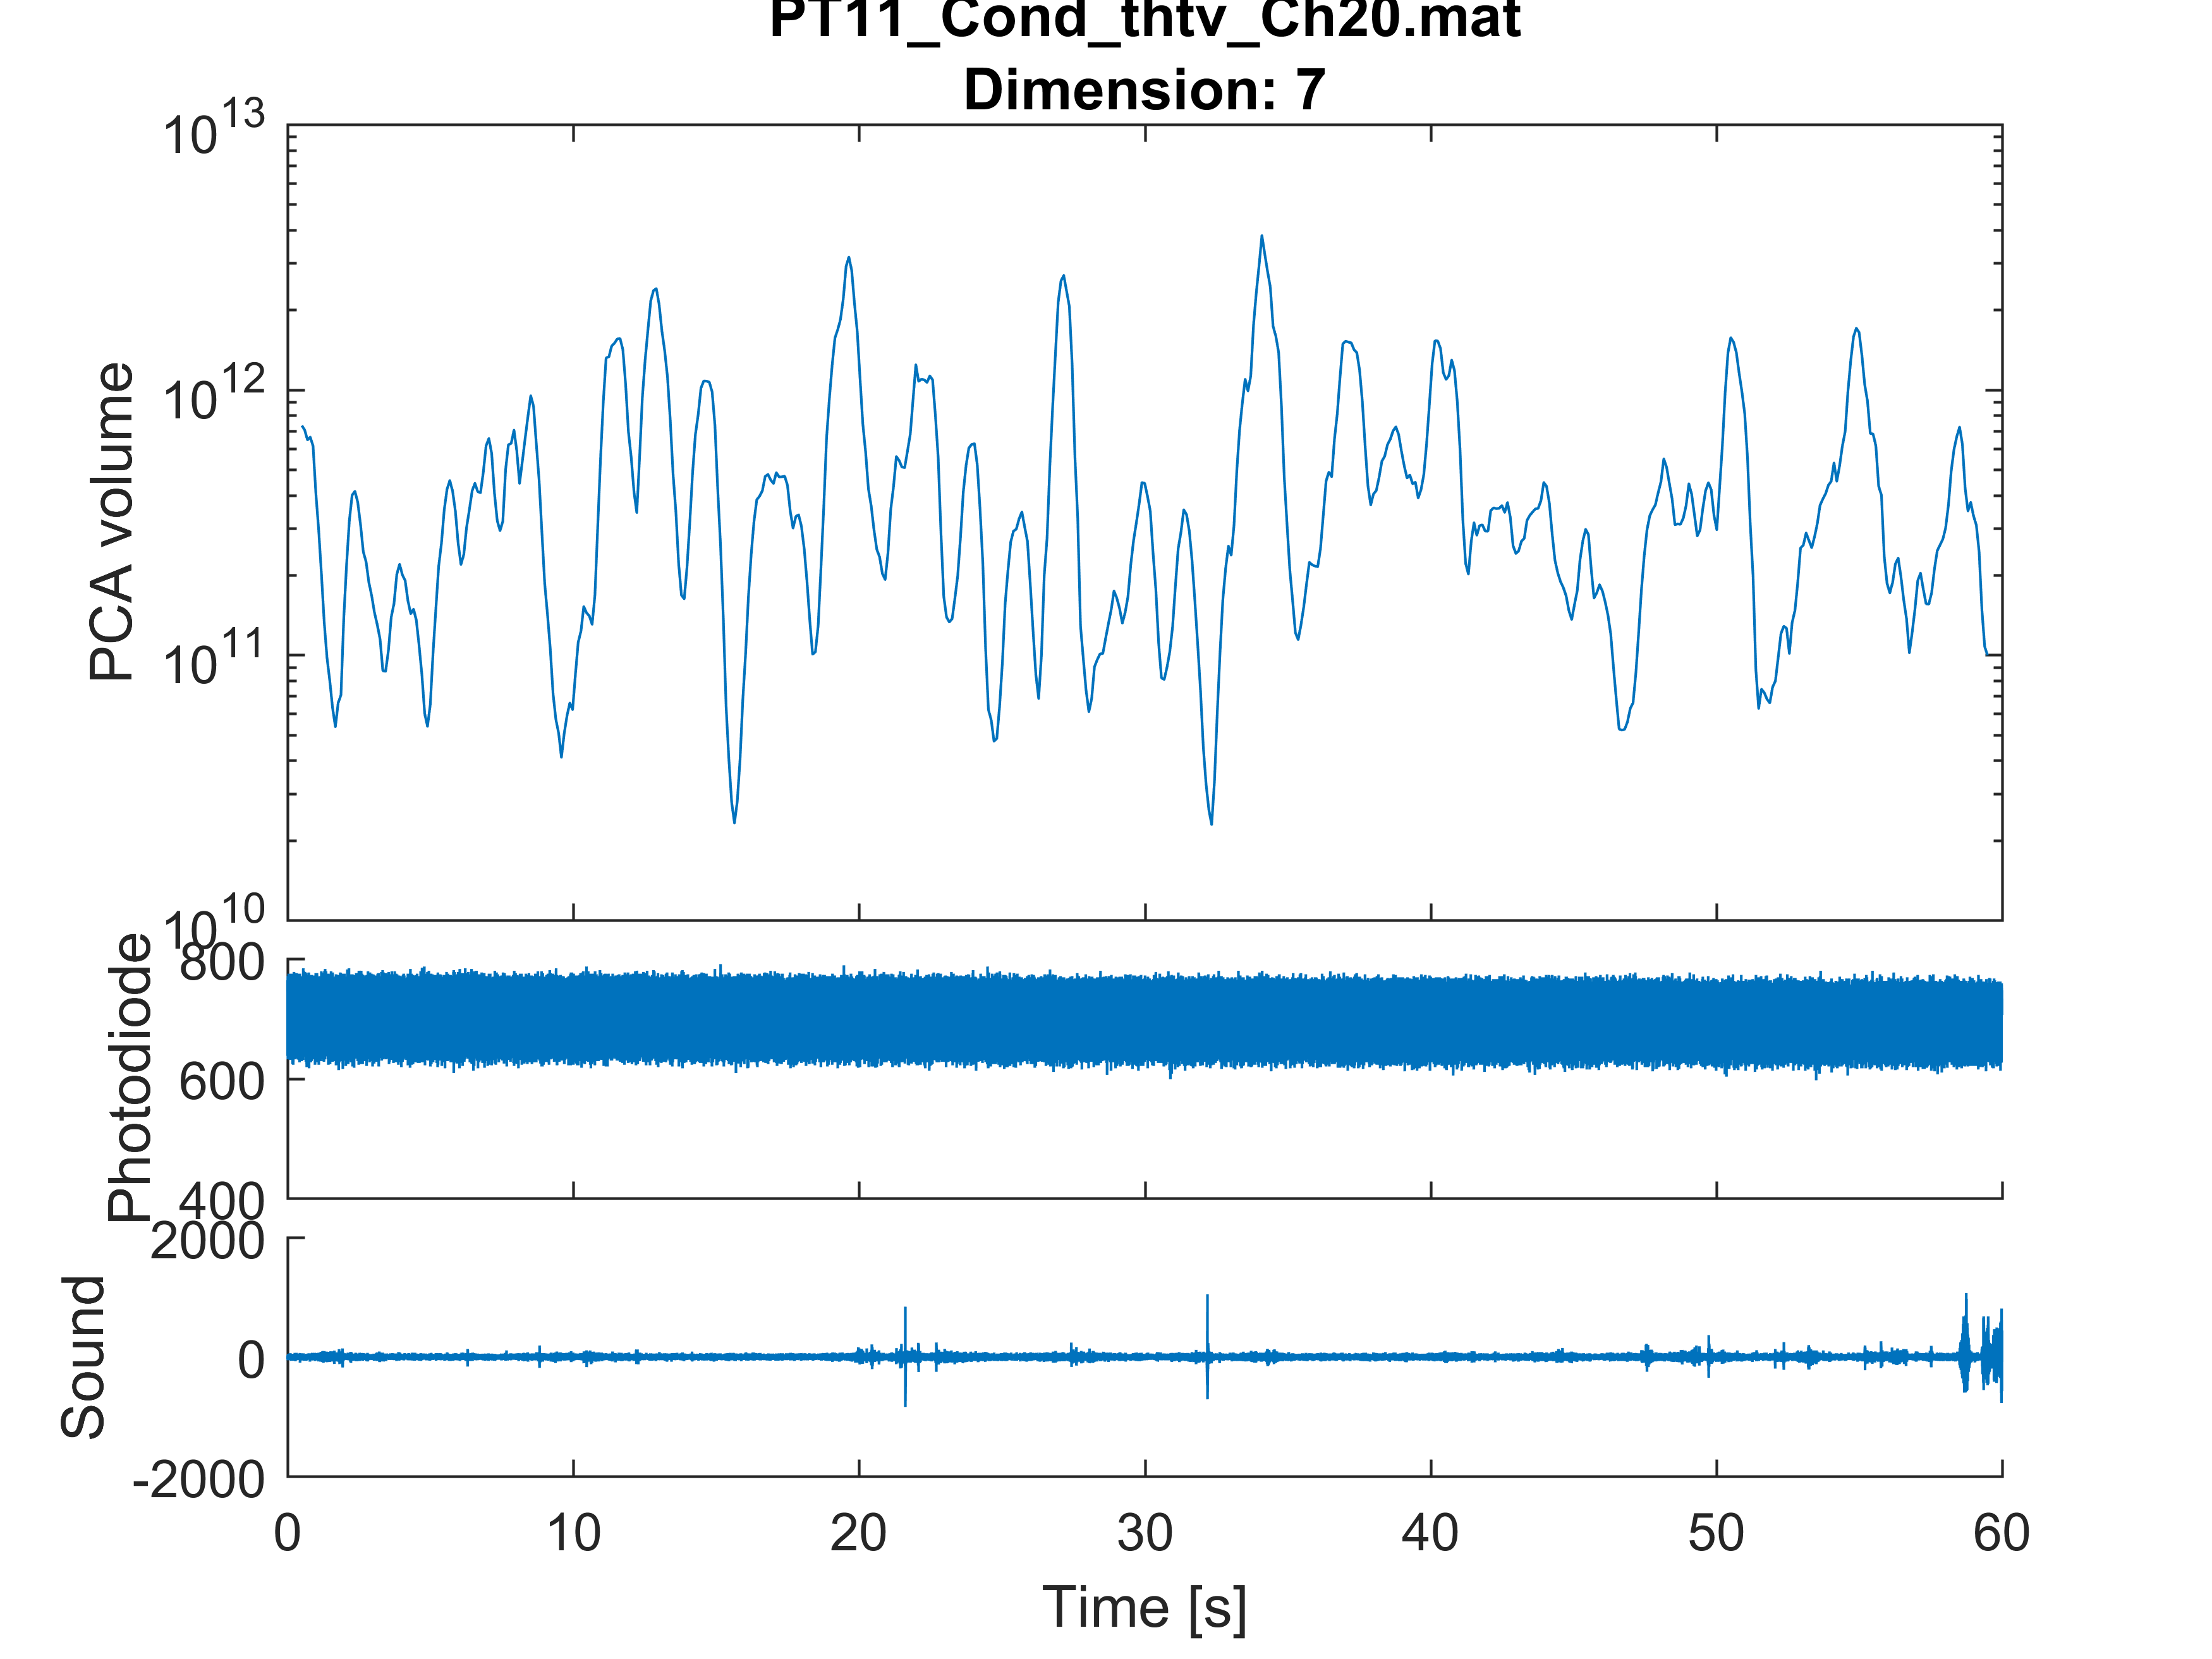 PT11_Cond_thtv_Ch20.mat
Dimension: 7
10^13
10^12
10^11
10^10
PCA volume
800
600
400
Photodiode
2000
0
-2000
Sound
0 10 20 30 40 50 60
Time [s]